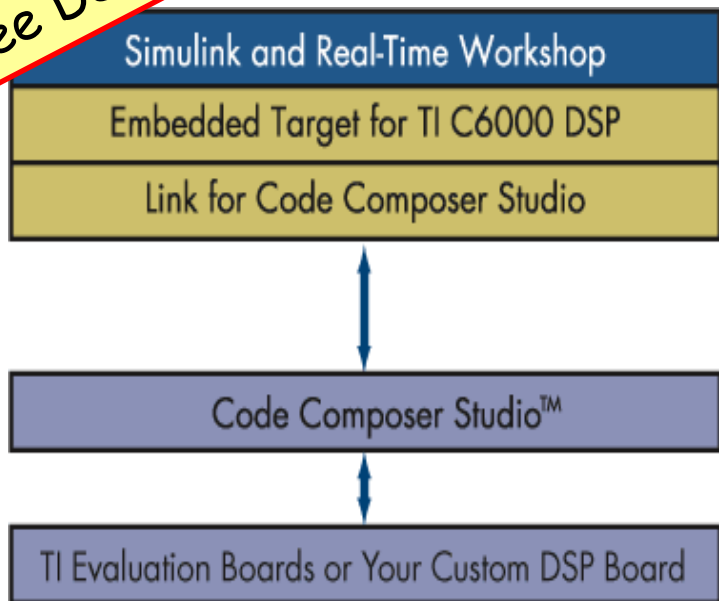 ee
Simulink and Real-Time Workshop
Embedded Target for TI C6000 DSP
Link for Code Composer Studio
Code Composer Studio™
TI Evaluation Boards or Your Custom DSP Board